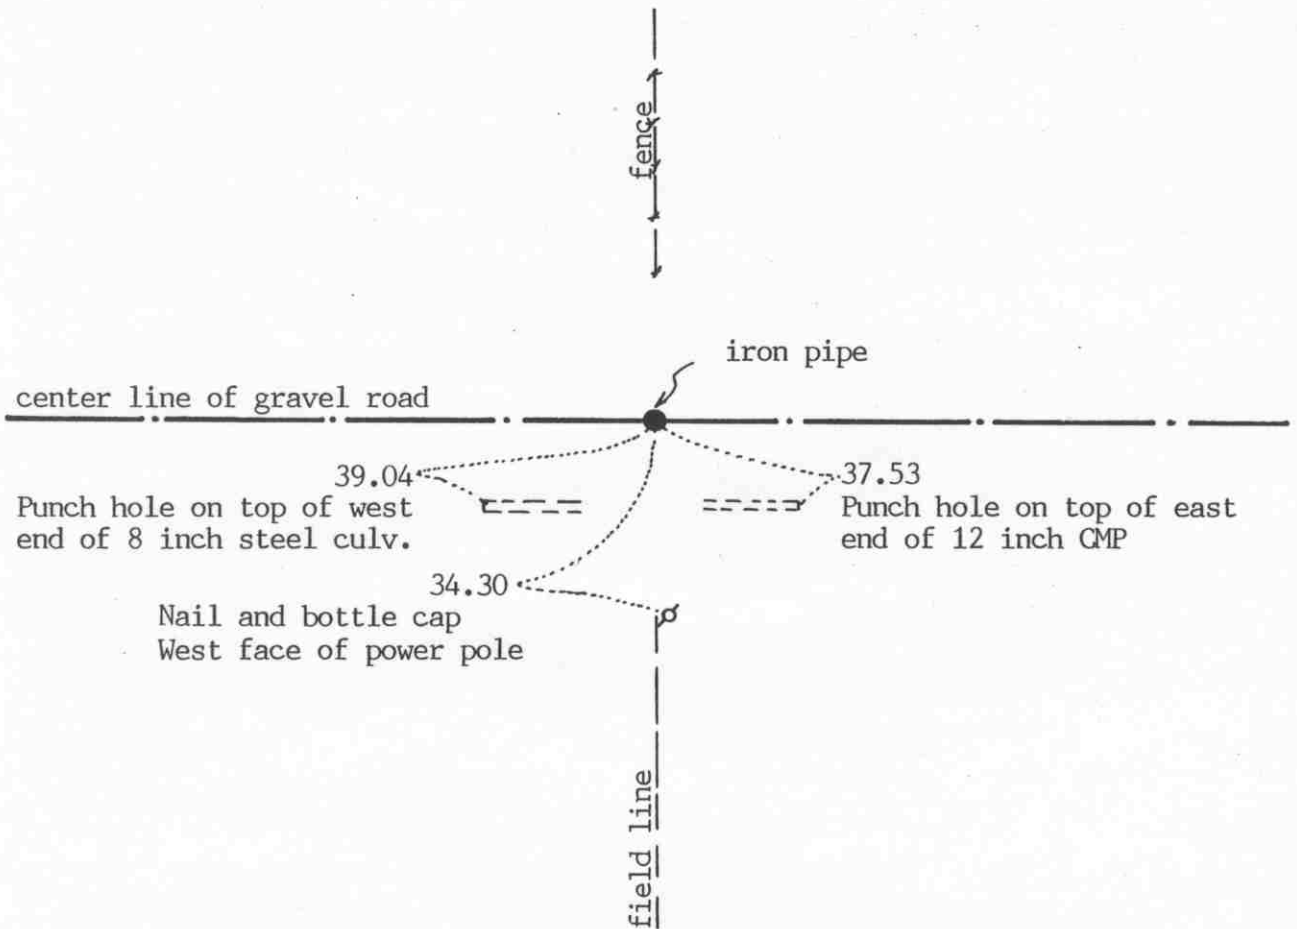 fence
iron pipe
center line of gravel road
39.04
Punch hole on top of west
end of 8 inch steel culv.
37.53
Punch hole on top of east
end of 12 inch CMP
34.30
Nail and bottle cap
West face of power pole
field line